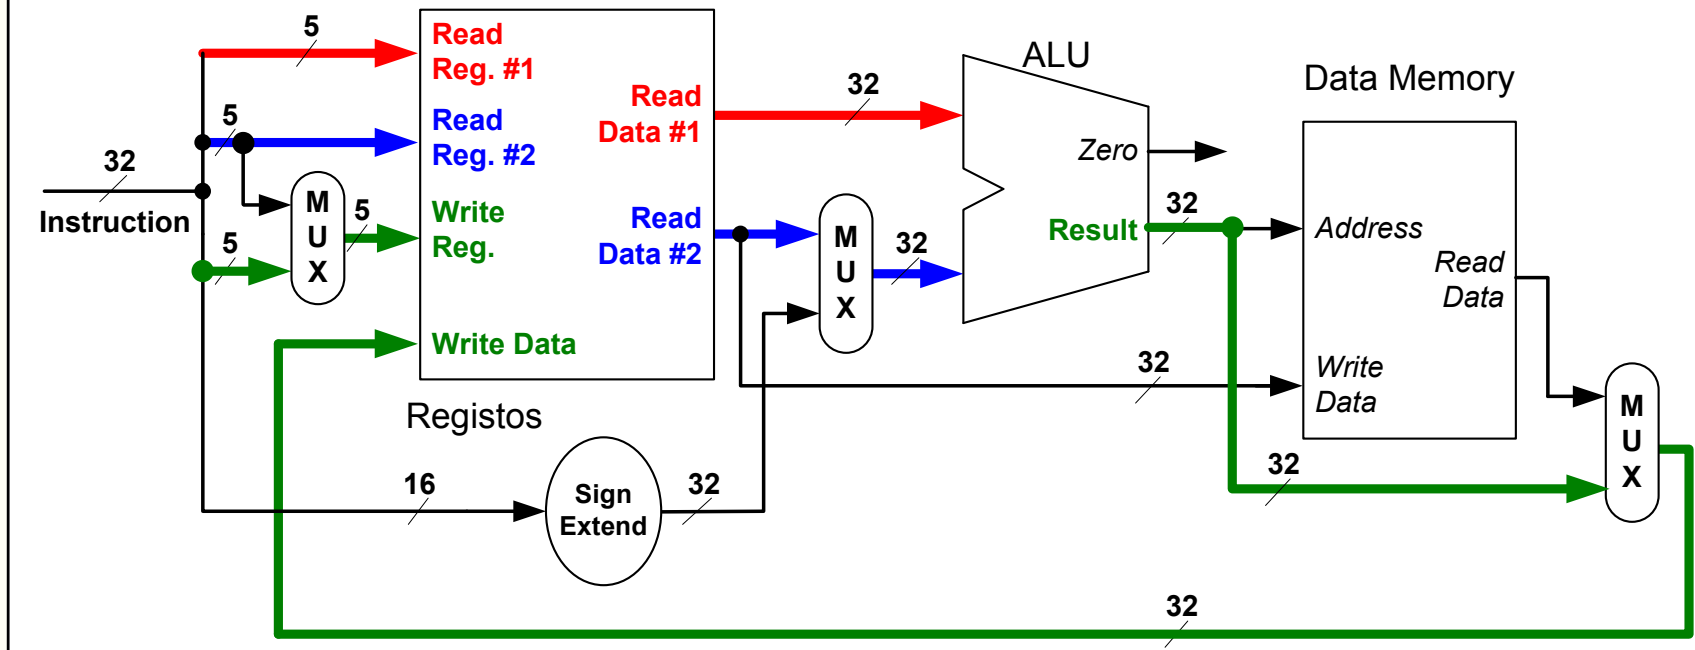 5
Read
Reg. #1
5
Read
Reg. #2
32
Instruction
M
U
X
5
5
Write
Reg.
Write Data
Read
Data #1
Read
Data #2
Registos
16
Sign
Extend
32
32
M
U
X
32
ALU
Zero
Result
32
32
32
Data Memory
Address
Read
Data
Write
Data
M
U
X
32